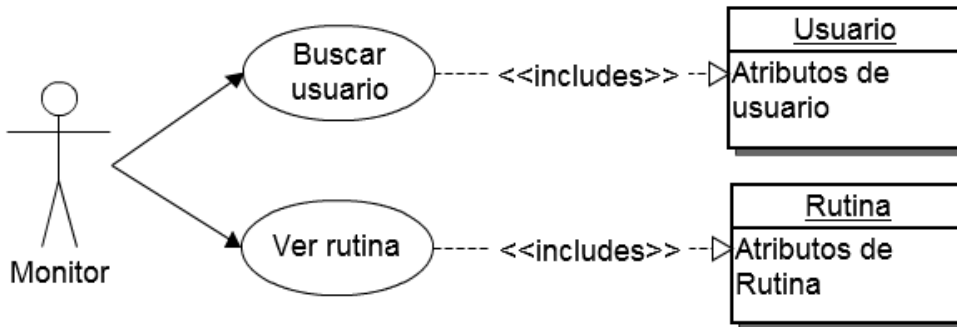 Buscar
usuario
<<includes>>
Usuario
Atributos de
usuario
Monitor
Ver rutina
<<includes>>
Rutina
Atributos de
Rutina